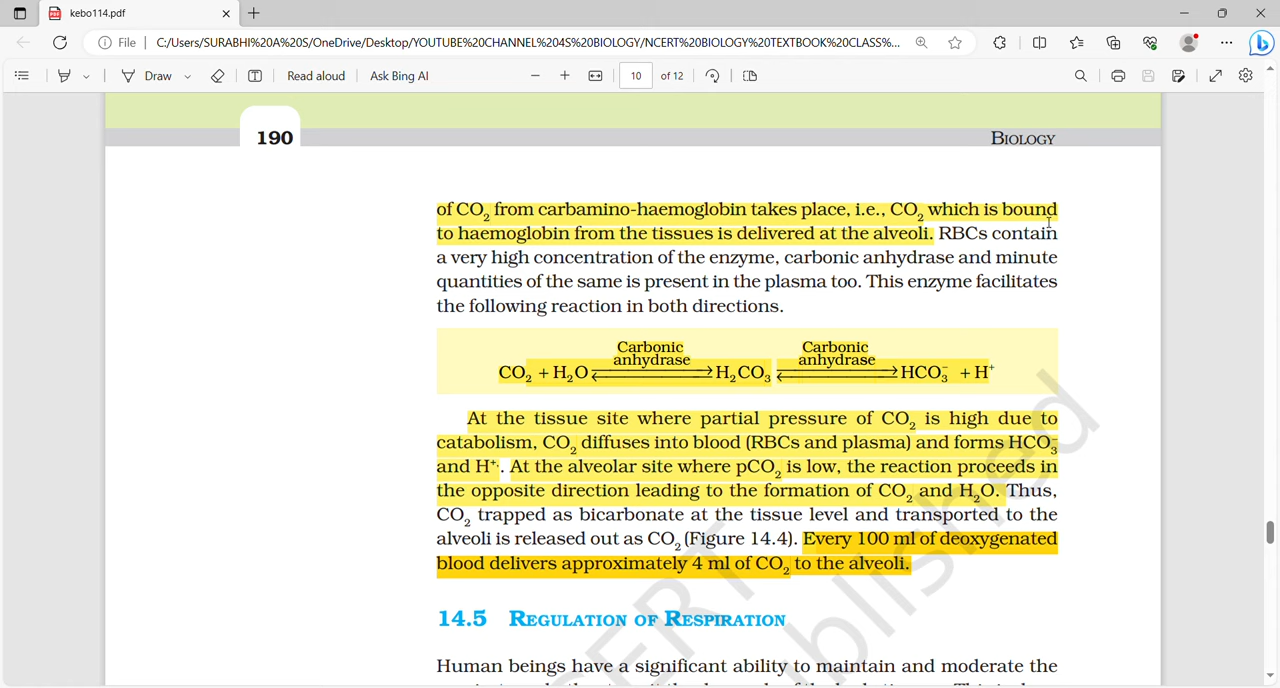 kebo114.pdf
File C:/Users/SURABHI%20A%20S/OneDrive/Desktop/YOUTUBE%20CHANNEL%204S%20BIOLOGY/NCERT%20BIOLOGY%20TEXTBOOK%20CLASS%...
Draw Read aloud Ask Bing AI 10 of 12
190 BIOLOGY
of CO₂ from carbamino-haemoglobin takes place, i.e., CO₂ which is bound
to haemoglobin from the tissues is delivered at the alveoli. RBCs contain
a very high concentration of the enzyme, carbonic anhydrase and minute
quantities of the same is present in the plasma too. This enzyme facilitates
the following reaction in both directions.
Carbonic Carbonic
anhydrase anhydrase
CO₂ + H₂O ⇌ H₂CO₃ ⇌ HCO₃⁻ + H⁺
At the tissue site where partial pressure of CO₂ is high due to
catabolism, CO₂ diffuses into blood (RBCs and plasma) and forms HCO₃⁻
and H⁺. At the alveolar site where pCO₂ is low, the reaction proceeds in
the opposite direction leading to the formation of CO₂ and H₂O. Thus,
CO₂ trapped as bicarbonate at the tissue level and transported to the
alveoli is released out as CO₂ (Figure 14.4). Every 100 ml of deoxygenated
blood delivers approximately 4 ml of CO₂ to the alveoli.
14.5 REGULATION OF RESPIRATION
Human beings have a significant ability to maintain and moderate the